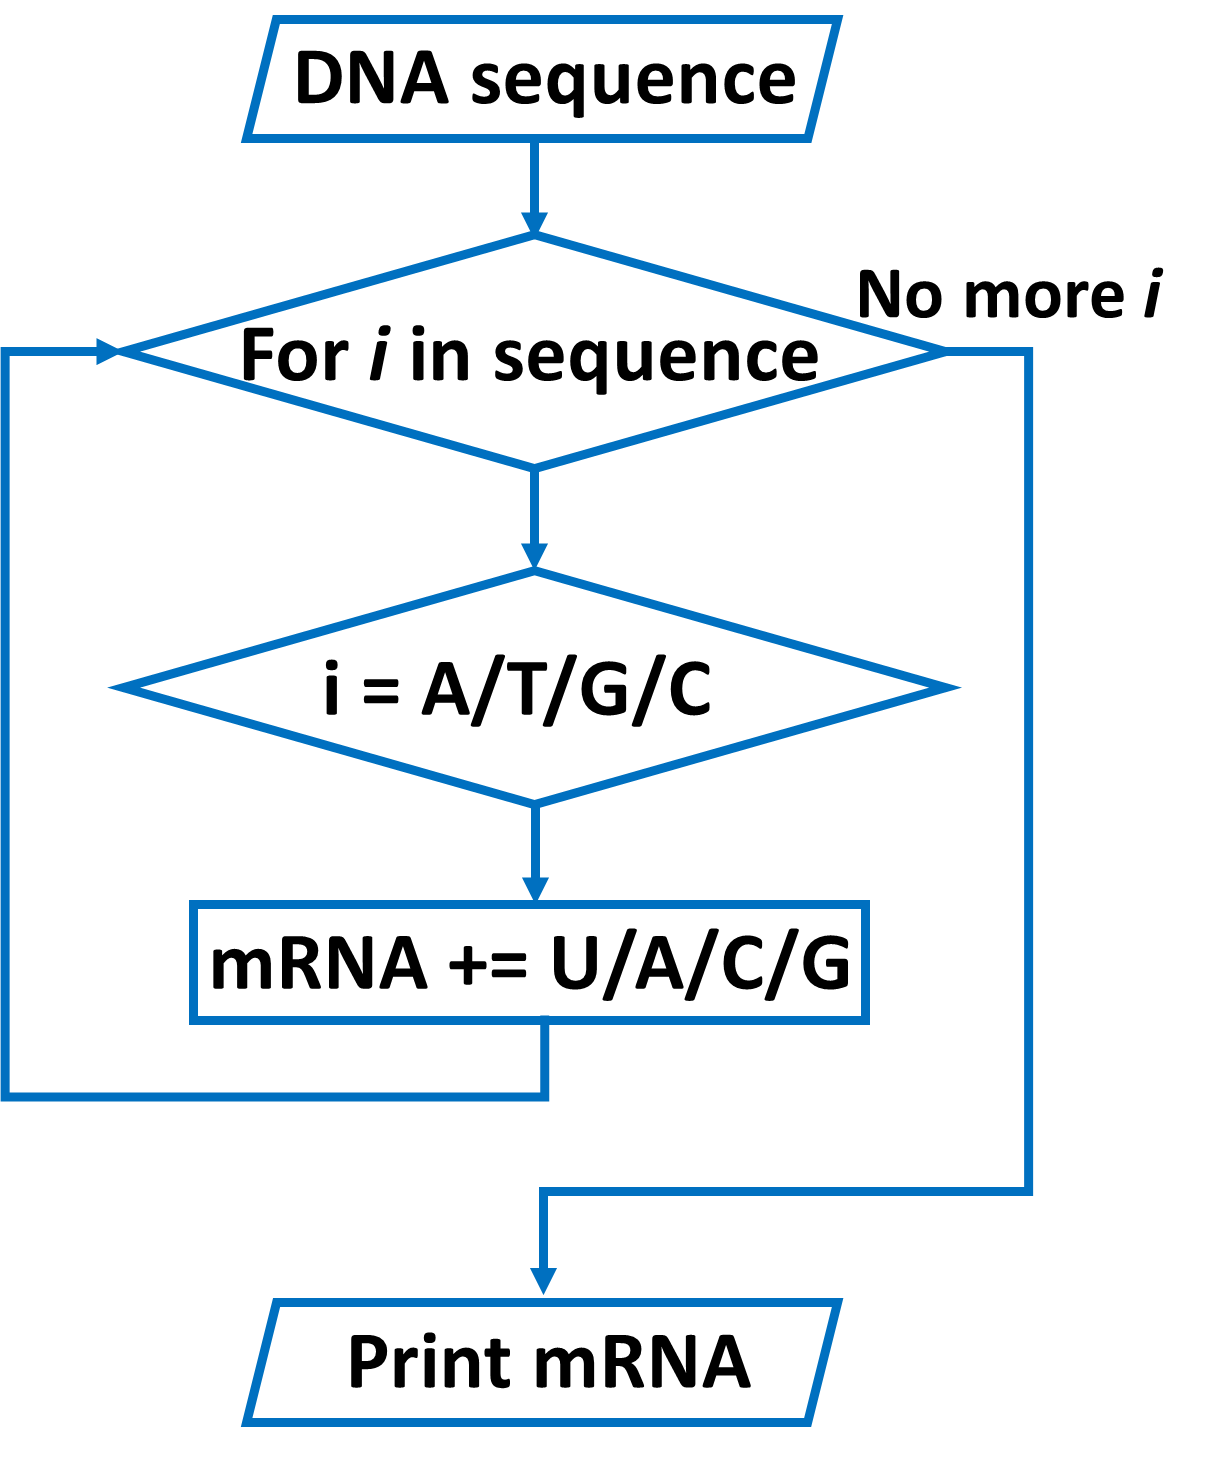 DNA sequence
No more i
For i in sequence
i = A/T/G/C
mRNA += U/A/C/G
Print mRNA